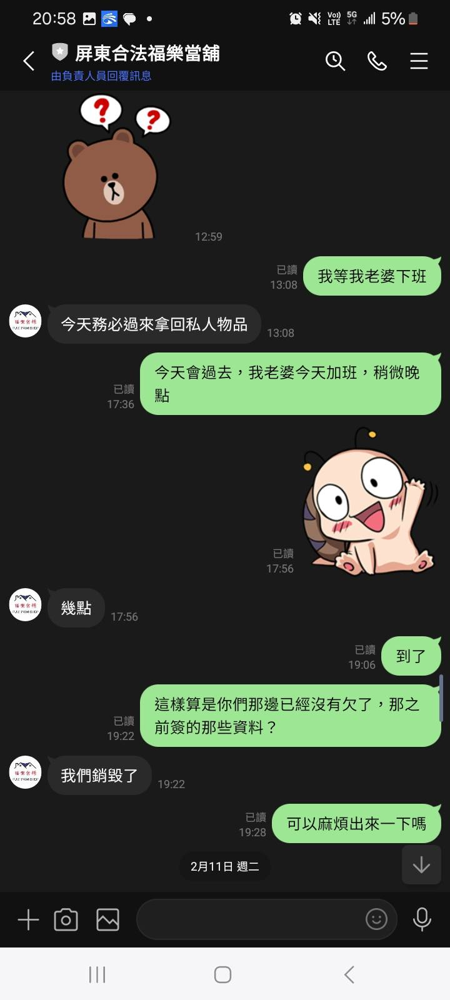 20:58
Vo))
LTE
5G
5%
屏東合法福樂當舖
由負責人員回覆訊息
? ?
12:59
我等我老婆下班
已讀
13:08
今天務必過來拿回私人物品
13:08
今天會過去，我老婆今天加班，稍微晚
點
已讀
17:36
已讀
17:56
幾點
17:56
到了
已讀
19:06
這樣算是你們那邊已經沒有欠了，那之
前簽的那些資料？
已讀
19:22
我們銷毀了
19:22
可以麻煩出來一下嗎
已讀
19:28
2月11日 週二